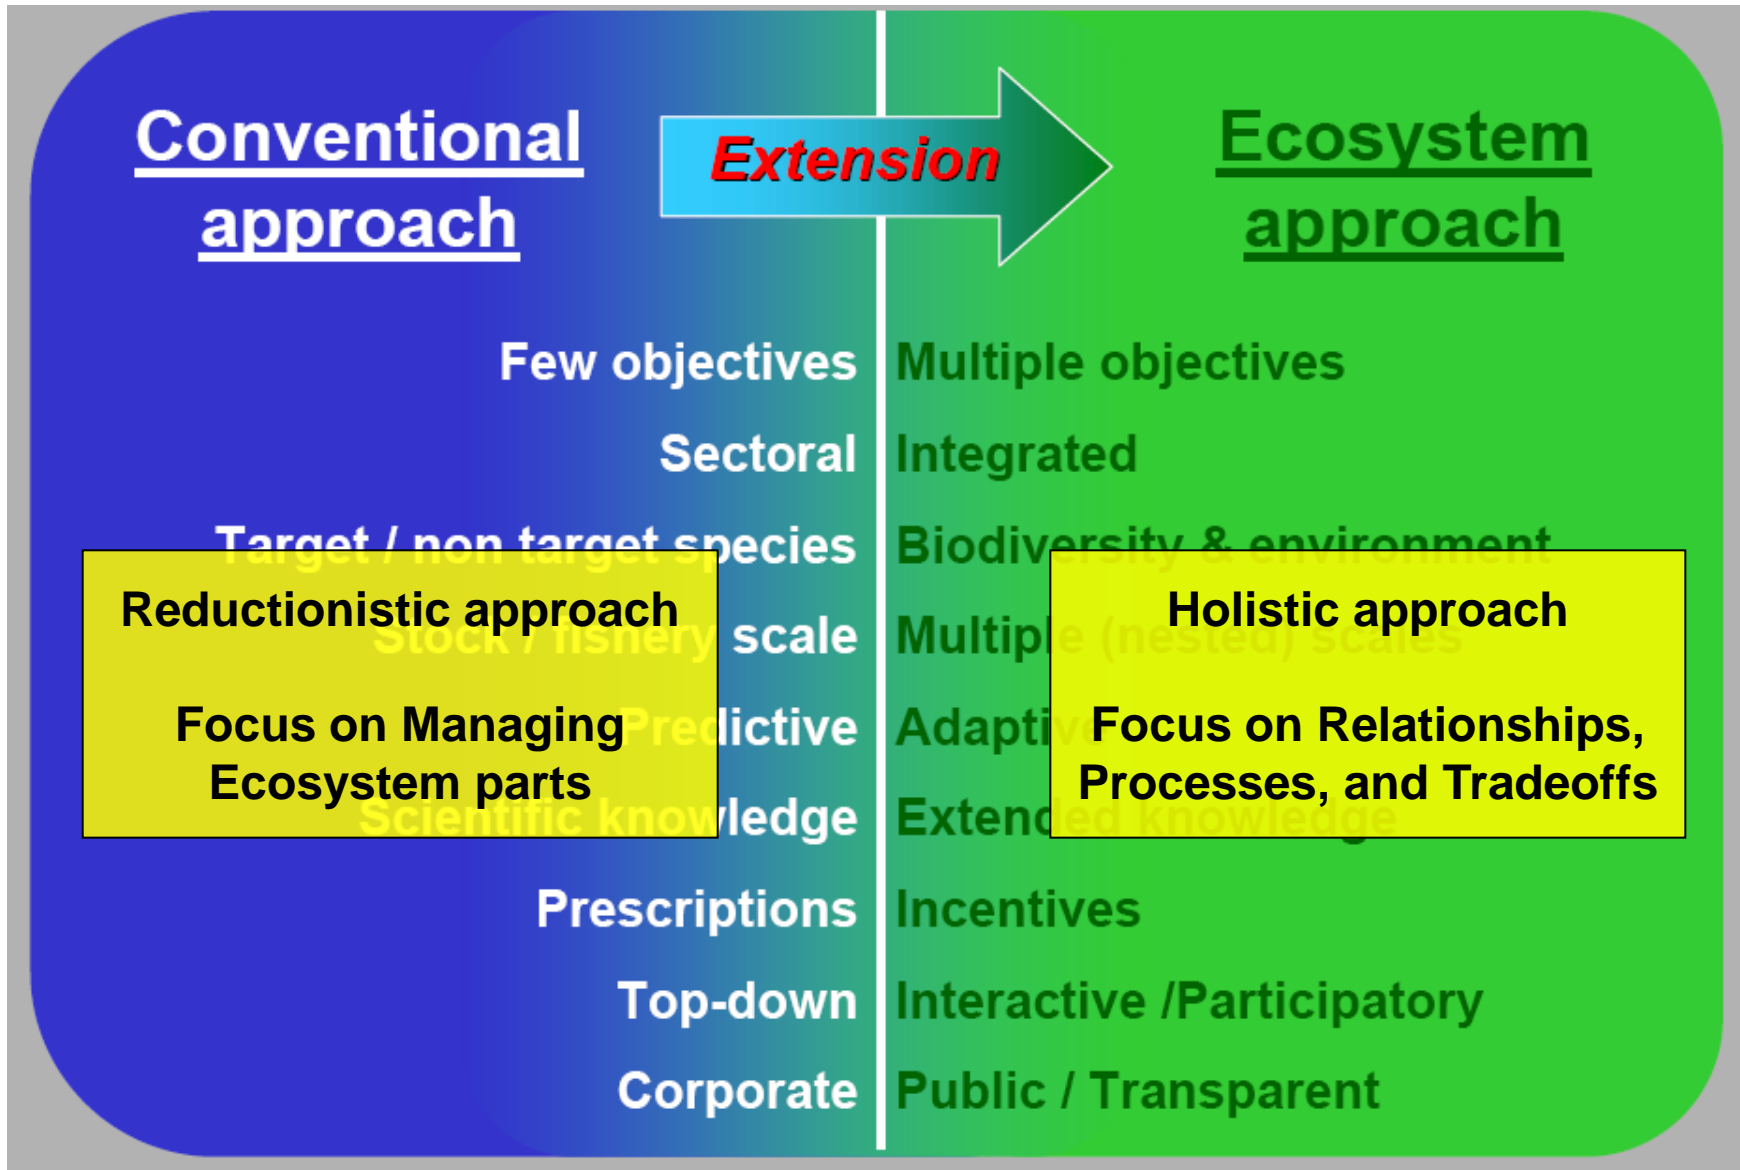 Conventional
approach
Extension
Ecosystem
approach
Few objectives
Multiple objectives
Sectoral
Integrated
Target / non target species
Biodiversity & environment
Stock / fishery scale
Multiple (nested) scales
Predictive
Adaptive
Scientific knowledge
Extended knowledge
Prescriptions
Incentives
Top-down
Interactive /Participatory
Corporate
Public / Transparent
Reductionistic approach
Focus on Managing
Ecosystem parts
Holistic approach
Focus on Relationships,
Processes, and Tradeoffs